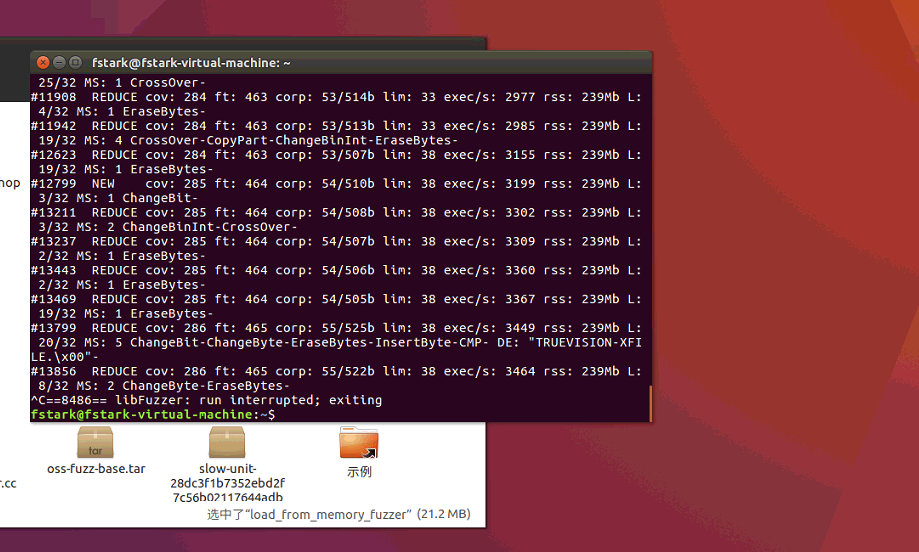 fstark@fstark-virtual-machine: ~
25/32 MS: 1 CrossOver-
#11908  REDUCE cov: 284 ft: 463 corp: 53/514b lim: 33 exec/s: 2977 rss: 239Mb L:
4/32 MS: 1 EraseBytes-
#11942  REDUCE cov: 284 ft: 463 corp: 53/513b lim: 33 exec/s: 2985 rss: 239Mb L:
19/32 MS: 4 CrossOver-CopyPart-ChangeBinInt-EraseBytes-
#12623  REDUCE cov: 284 ft: 463 corp: 53/507b lim: 38 exec/s: 3155 rss: 239Mb L:
19/32 MS: 1 EraseBytes-
#12799  NEW    cov: 285 ft: 464 corp: 54/510b lim: 38 exec/s: 3199 rss: 239Mb L:
3/32 MS: 1 ChangeBit-
#13211  REDUCE cov: 285 ft: 464 corp: 54/508b lim: 38 exec/s: 3302 rss: 239Mb L:
3/32 MS: 2 ChangeBinInt-CrossOver-
#13237  REDUCE cov: 285 ft: 464 corp: 54/507b lim: 38 exec/s: 3309 rss: 239Mb L:
2/32 MS: 1 EraseBytes-
#13443  REDUCE cov: 285 ft: 464 corp: 54/506b lim: 38 exec/s: 3360 rss: 239Mb L:
2/32 MS: 1 EraseBytes-
#13469  REDUCE cov: 285 ft: 464 corp: 54/505b lim: 38 exec/s: 3367 rss: 239Mb L:
19/32 MS: 1 EraseBytes-
#13799  REDUCE cov: 286 ft: 465 corp: 55/525b lim: 38 exec/s: 3449 rss: 239Mb L:
20/32 MS: 5 ChangeBit-ChangeByte-EraseBytes-InsertByte-CMP- DE: "TRUEVISION-XFI
LE.\x00"-
#13856  REDUCE cov: 286 ft: 465 corp: 55/522b lim: 38 exec/s: 3464 rss: 239Mb L:
8/32 MS: 2 ChangeByte-EraseBytes-
^C==8486== libFuzzer: run interrupted; exiting
fstark@fstark-virtual-machine:~$
hop
r.cc
tar
oss-fuzz-base.tar
slow-unit-
28dc3f1b7352ebd2f
7c56b02117644adb
示例
选中了“load_from_memory_fuzzer” (21.2 MB)